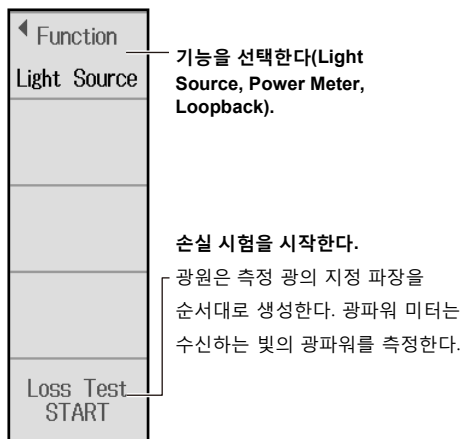 Function
Light Source
기능을 선택한다(Light
Source, Power Meter,
Loopback).
손실 시험을 시작한다.
광원은 측정 광의 지정 파장을
순서대로 생성한다. 광파워 미터는
수신하는 빛의 광파워를 측정한다.
Loss Test
START